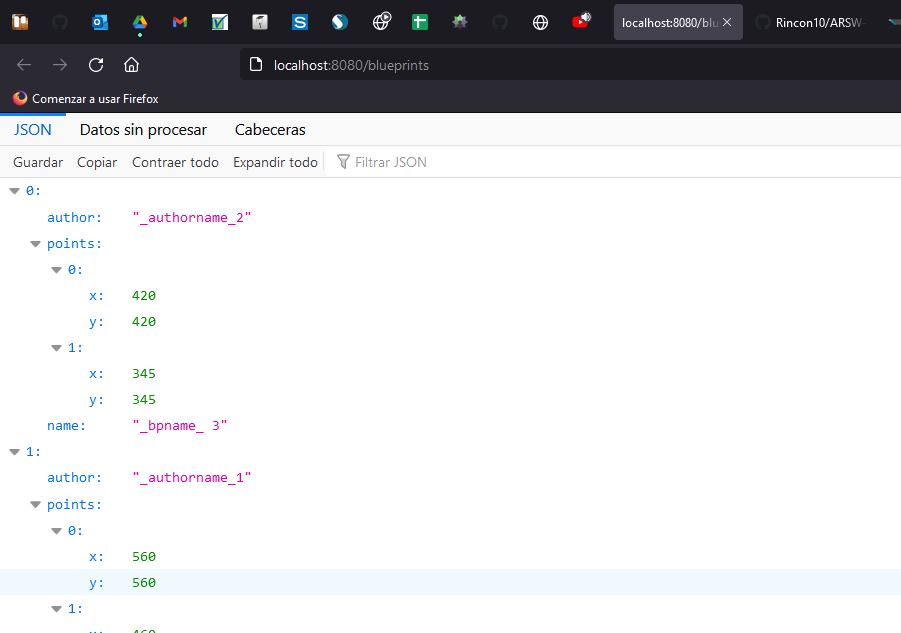 localhost:8080/blu
Rincon10/ARSW-
localhost:8080/blueprints
Comenzar a usar Firefox
JSON Datos sin procesar Cabeceras
Guardar Copiar Contraer todo Expandir todo Filtrar JSON
0:
author: "_authorname_2"
points:
0:
x: 420
y: 420
1:
x: 345
y: 345
name: "_bpname_ 3"
1:
author: "_authorname_1"
points:
0:
x: 560
y: 560
1: